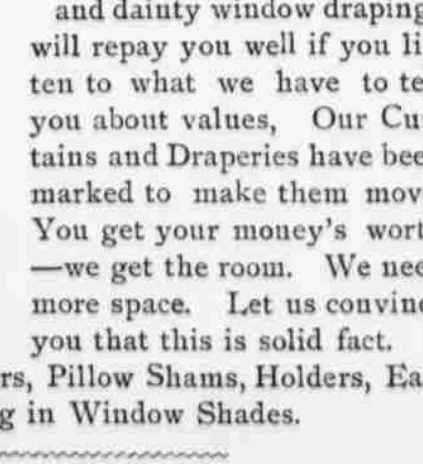 and dainty window draping
will repay you well if you li
ten to what we have to te
you about values, Our Cu
tains and Draperies have bee
marked to make them mov
You get your money's wort
—we get the room. We nee
more space. Let us convinc
you that this is solid fact.
rs, Pillow Shams, Holders, Ea
g in Window Shades.